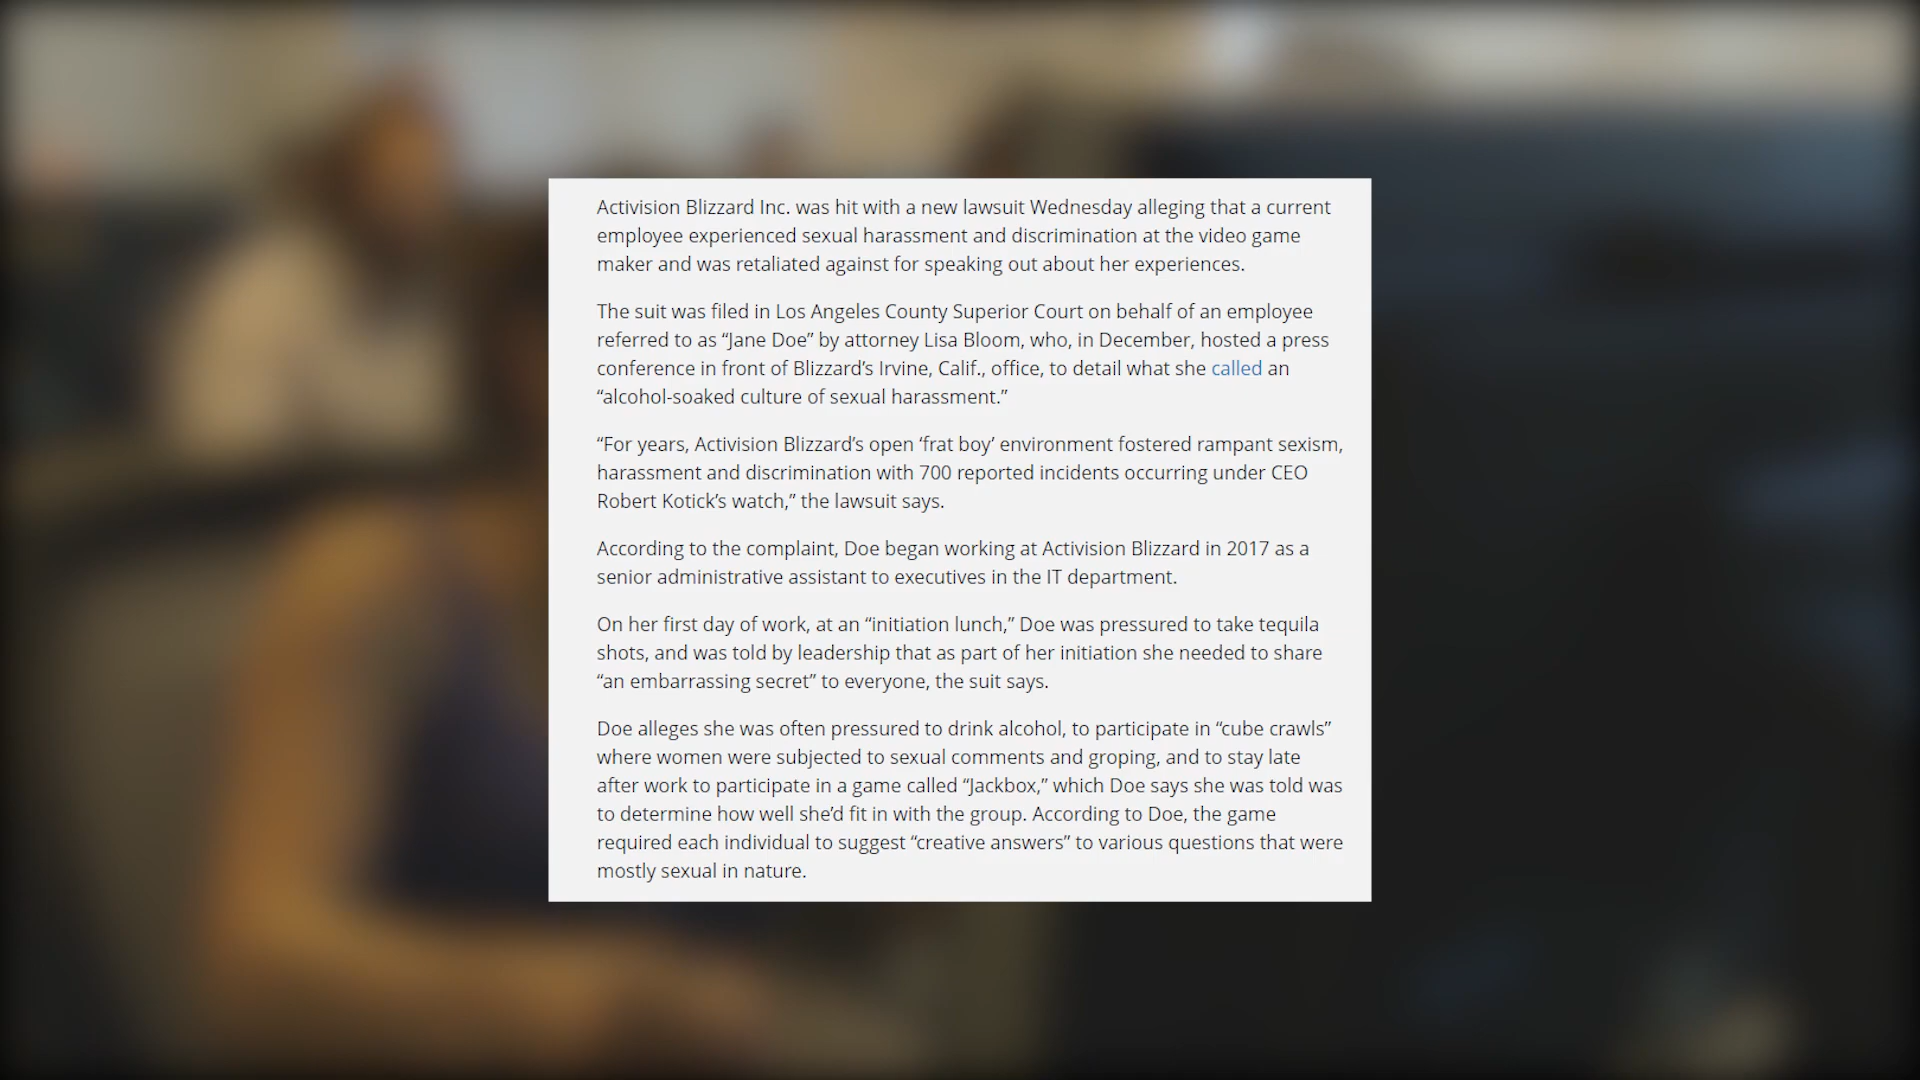 Activision Blizzard Inc. was hit with a new lawsuit Wednesday alleging that a current
employee experienced sexual harassment and discrimination at the video game
maker and was retaliated against for speaking out about her experiences.
The suit was filed in Los Angeles County Superior Court on behalf of an employee
referred to as “Jane Doe” by attorney Lisa Bloom, who, in December, hosted a press
conference in front of Blizzard’s Irvine, Calif., office, to detail what she called an
“alcohol-soaked culture of sexual harassment.”
“For years, Activision Blizzard’s open ‘frat boy’ environment fostered rampant sexism,
harassment and discrimination with 700 reported incidents occurring under CEO
Robert Kotick’s watch,” the lawsuit says.
According to the complaint, Doe began working at Activision Blizzard in 2017 as a
senior administrative assistant to executives in the IT department.
On her first day of work, at an “initiation lunch,” Doe was pressured to take tequila
shots, and was told by leadership that as part of her initiation she needed to share
“an embarrassing secret” to everyone, the suit says.
Doe alleges she was often pressured to drink alcohol, to participate in “cube crawls”
where women were subjected to sexual comments and groping, and to stay late
after work to participate in a game called “Jackbox,” which Doe says she was told was
to determine how well she’d fit in with the group. According to Doe, the game
required each individual to suggest “creative answers” to various questions that were
mostly sexual in nature.